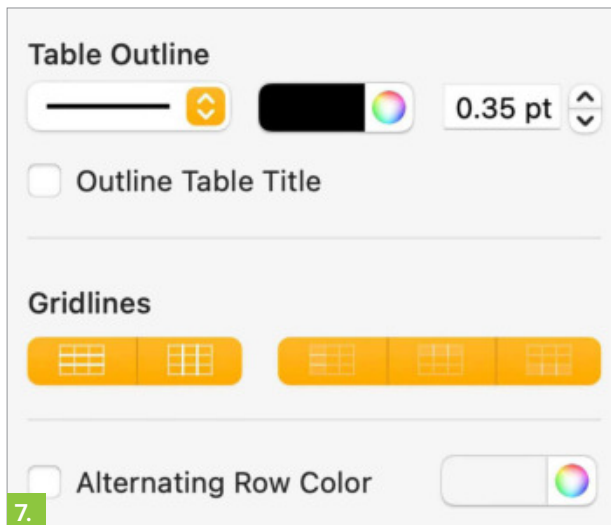 Table Outline
0.35 pt
Outline Table Title
Gridlines
Alternating Row Color
7.